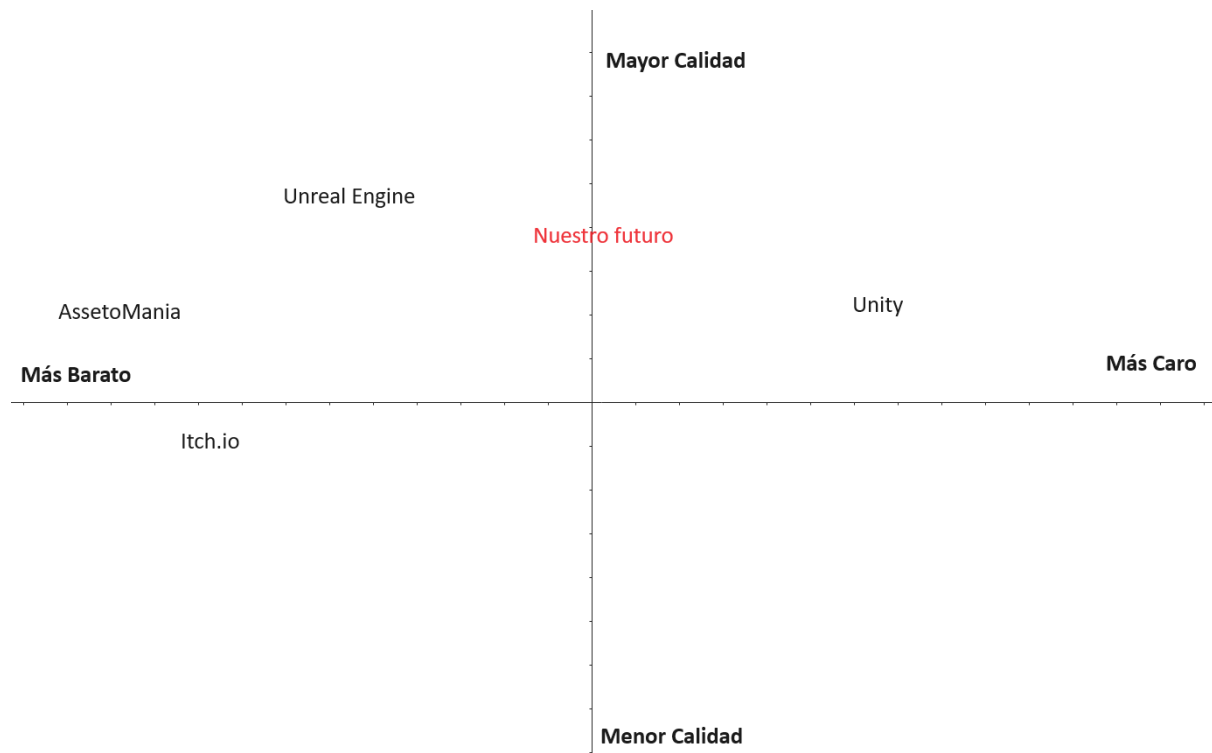 Mayor Calidad
Unreal Engine
Nuestro futuro
Unity
AssetoMania
Más Caro
Más Barato
Itch.io
Menor Calidad